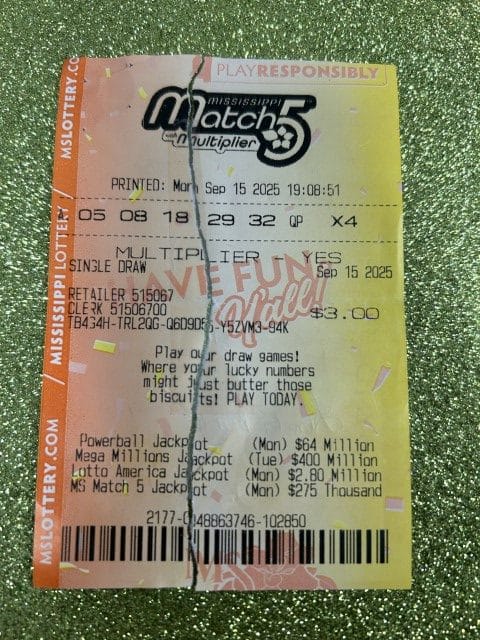 PLAYRESPONSIBLY
MISSISSIPPI
Match 5
with Multiplier
PRINTED: Mon Sep 15 2025 19:08:51
A 05 08 18 29 32 QP X4
MULTIPLIER - YES
SINGLE DRAW Sep 15 2025
HAVE FUN
Y'all!
RETAILER 515067
CLERK 51506700 $3.00
Play our draw games!
Where your lucky numbers
might just butter those
biscuits! PLAY TODAY.
Powerball Jackpot (Mon) $64 Million
Mega Millions Jackpot (Tue) $400 Million
Lotto America Jackpot (Mon) $2.80 Million
MS Match 5 Jackpot (Mon) $275 Thousand
MSLOTTERY.COM / MISSISSIPPI LOTTERY / MSLOTTERY.CO